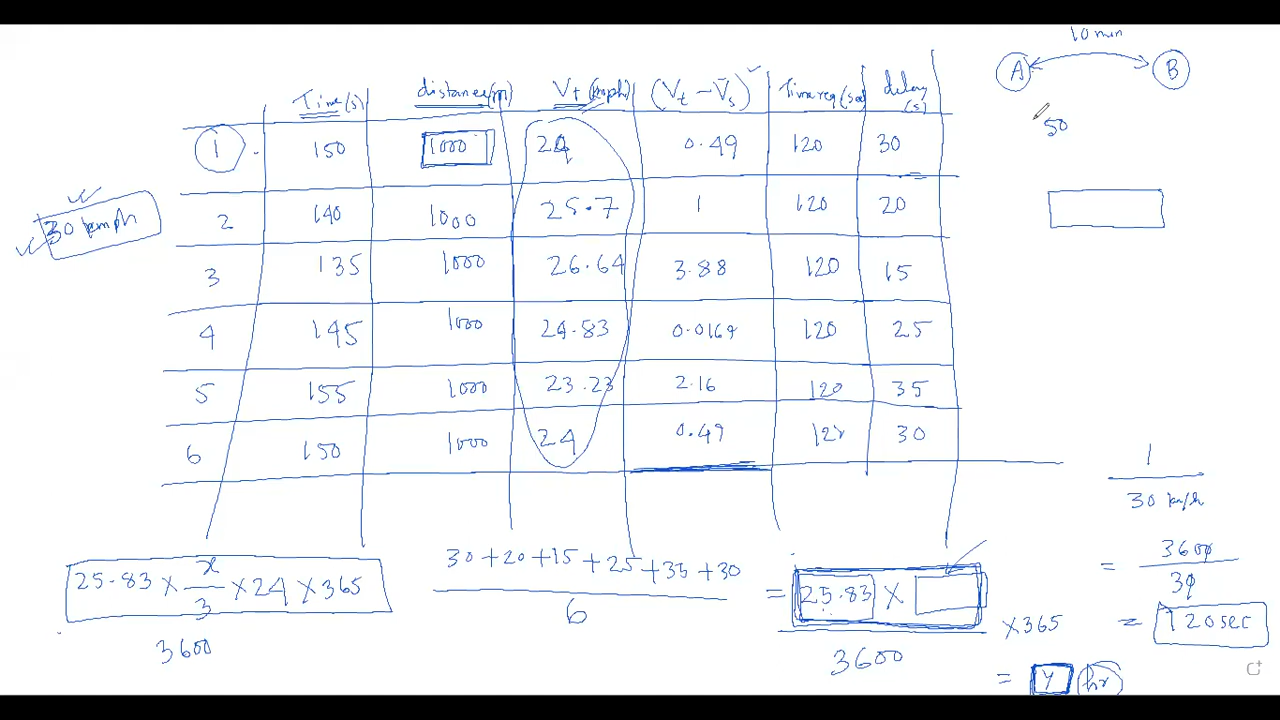 10 min
A B
Time(s) distance(m) Vt (kmph) (Vt - V̄s)² Time req (sec) delay (s)
50
1 150 1000 24 0.49 120 30
30 kmph
2 140 1000 25.7 1 120 20
3 135 1000 26.64 3.88 120 15
4 145 1000 24.83 0.0169 120 25
5 155 1000 23.23 2.16 120 35
6 150 1000 24 0.49 120 30
1
30 km/h
25.83 × x/3 × 24 × 365
3600
30+20+15+25+35+30
6
= 25.83 ×
3600
×365
= Y (hr)
= 3600
30
= 120 sec